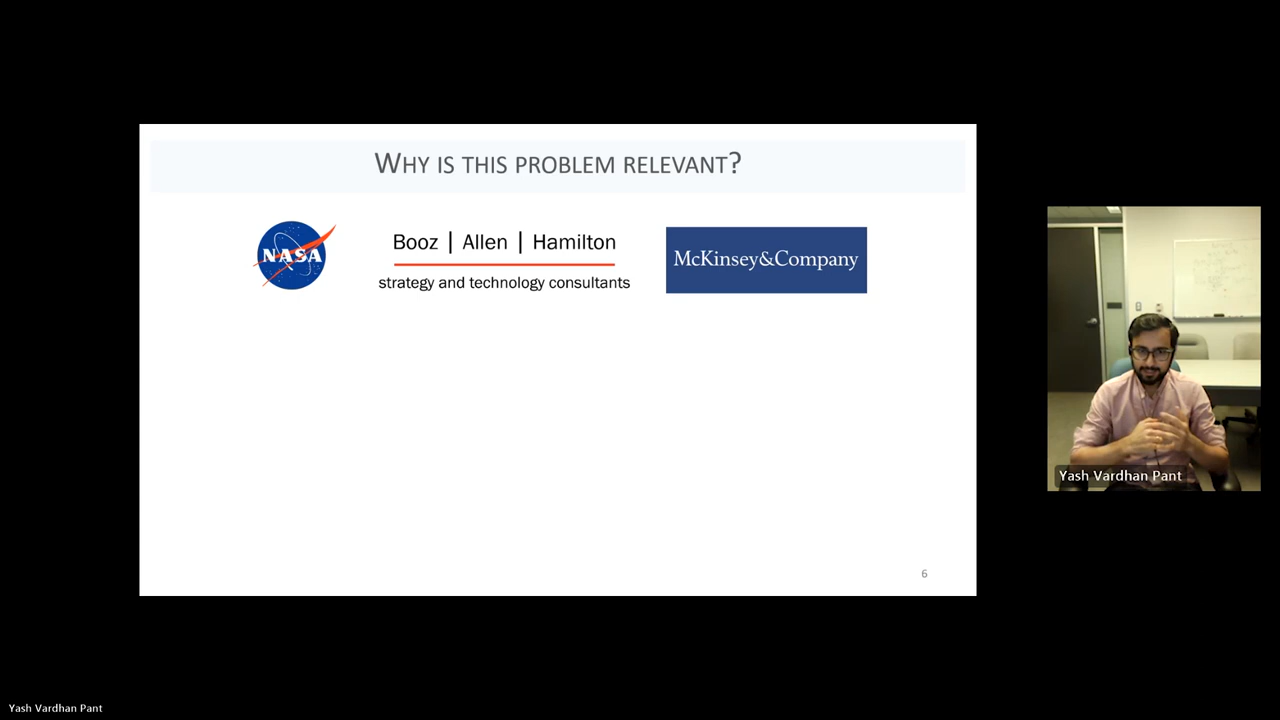 WHY IS THIS PROBLEM RELEVANT?
NASA
Booz | Allen | Hamilton
strategy and technology consultants
McKinsey&Company
6
Yash Vardhan Pant
Yash Vardhan Pant